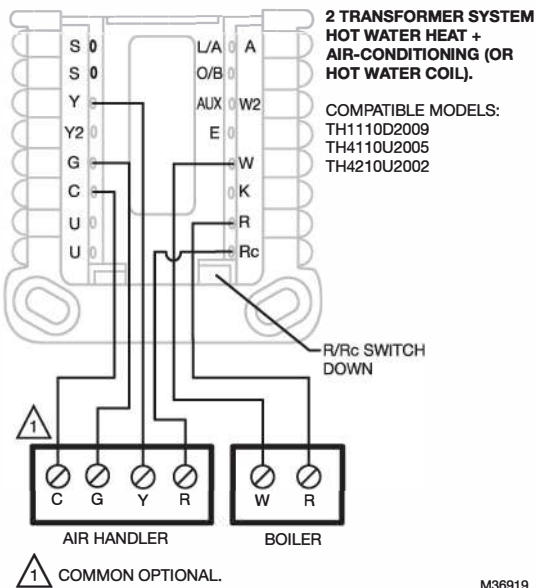 2 TRANSFORMER SYSTEM
HOT WATER HEAT +
AIR-CONDITIONING (OR
HOT WATER COIL).
COMPATIBLE MODELS:
TH1110D2009
TH4110U2005
TH4210U2002
S L/A A
S O/B
Y AUX W2
Y2 E
G W
C K
U R
U Rc
R/Rc SWITCH
DOWN
1
C G Y R W R
AIR HANDLER BOILER
1 COMMON OPTIONAL.
M36919